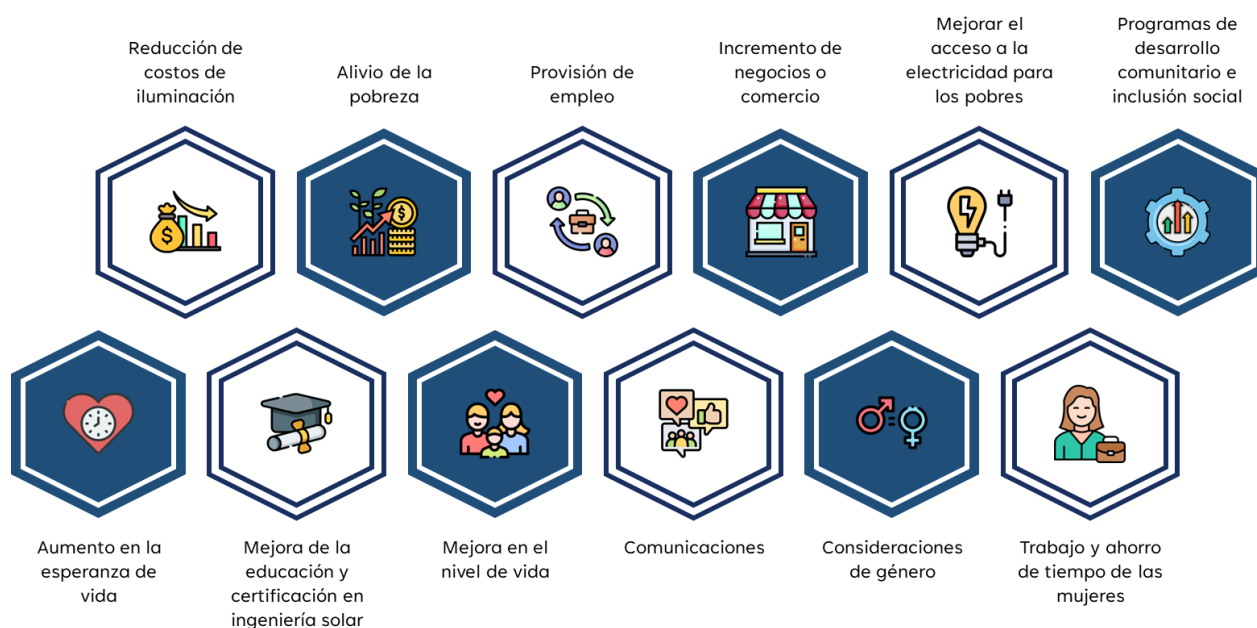 Reducción de
costos de
iluminación
Alivio de la
pobreza
Provisión de
empleo
Incremento de
negocios o
comercio
Mejorar el
acceso a la
electricidad para
los pobres
Programas de
desarrollo
comunitario e
inclusión social
Aumento en la
esperanza de
vida
Mejora de la
educación y
certificación en
ingeniería solar
Mejora en el
nivel de vida
Comunicaciones
Consideraciones
de género
Trabajo y ahorro
de tiempo de las
mujeres